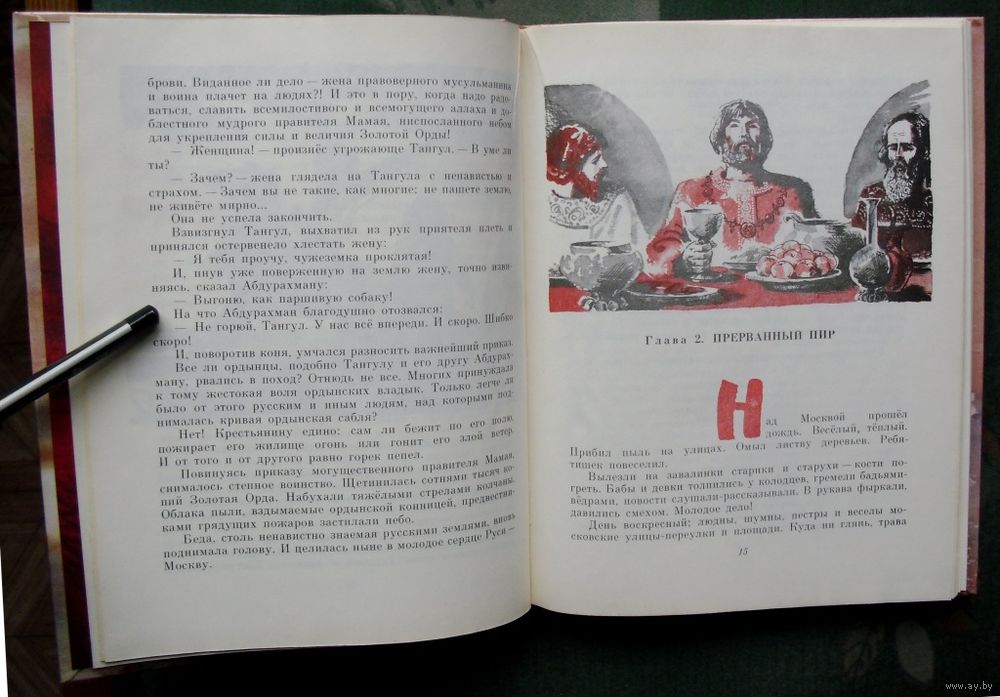 брови. Виданное ли дело — жена правоверного мусульманина
и воина плачет на людях?! И это в пору, когда надо радо-
ваться, славить всемилостивого и всемогущего аллаха и до-
блестного мудрого правителя Мамая, ниспосланного небом
для укрепления силы и величия Золотой Орды!
— Женщина! — произнёс угрожающе Тангул. — В уме ли
ты?
— Зачем? — жена глядела на Тангула с ненавистью и
страхом. — Зачем вы не такие, как многие: не пашете землю,
не живёте мирно...
Она не успела закончить.
Взвизгнул Тангул, выхватил из рук приятеля плеть и
принялся остервенело хлестать жену:
— Я тебя проучу, чужеземка проклятая!
И, пнув уже поверженную на землю жену, точно изви-
няясь, сказал Абдурахману:
— Выгоню, как паршивую собаку!
На что Абдурахман благодушно отозвался:
— Не горюй, Тангул. У нас всё впереди. И скоро. Шибко
скоро!
И, поворотив коня, умчался разносить важнейший приказ.
Все ли ордынцы, подобно Тангулу и его другу Абдурах-
ману, рвались в поход? Отнюдь не все. Многих принуждала
к тому жестокая воля ордынских владык. Только легче ли
было от этого русским и иным людям, над которыми под-
нималась кривая ордынская сабля?
Нет! Крестьянину едино: сам ли бежит по его полю,
пожирает его жилище огонь или гонит его злой ветер.
И от того и от другого равно горек пепел.
Повинуясь приказу могущественного правителя Мамая,
снималось степное воинство. Щетинилась сотнями тысяч ко-
пий Золотая Орда. Набухали тяжёлыми стрелами колчаны.
Облака пыли, вздымаемые ордынской конницей, предвестни-
ками грядущих пожаров застилали небо.
Беда, столь ненавистно знаемая русскими землями, вновь
поднимала голову. И целилась ныне в молодое сердце Руси —
Москву.
Глава 2. ПРЕРВАННЫЙ ПИР
Над Москвой прошёл
дождь. Весёлый, тёплый.
Прибил пыль на улицах. Омыл листву деревьев. Ребя-
тишек повеселил.
Вылезли на завалинки старики и старухи — кости по-
греть. Бабы и девки толпились у колодцев, гремели бадьями-
вёдрами, новости слушали-рассказывали. В рукава фыркали,
давились смехом. Молодое дело!
День воскресный; людны, шумны, пестры и веселы мо-
сковские улицы-переулки и площади. Куда ни глянь, трава
15
www.ay.by